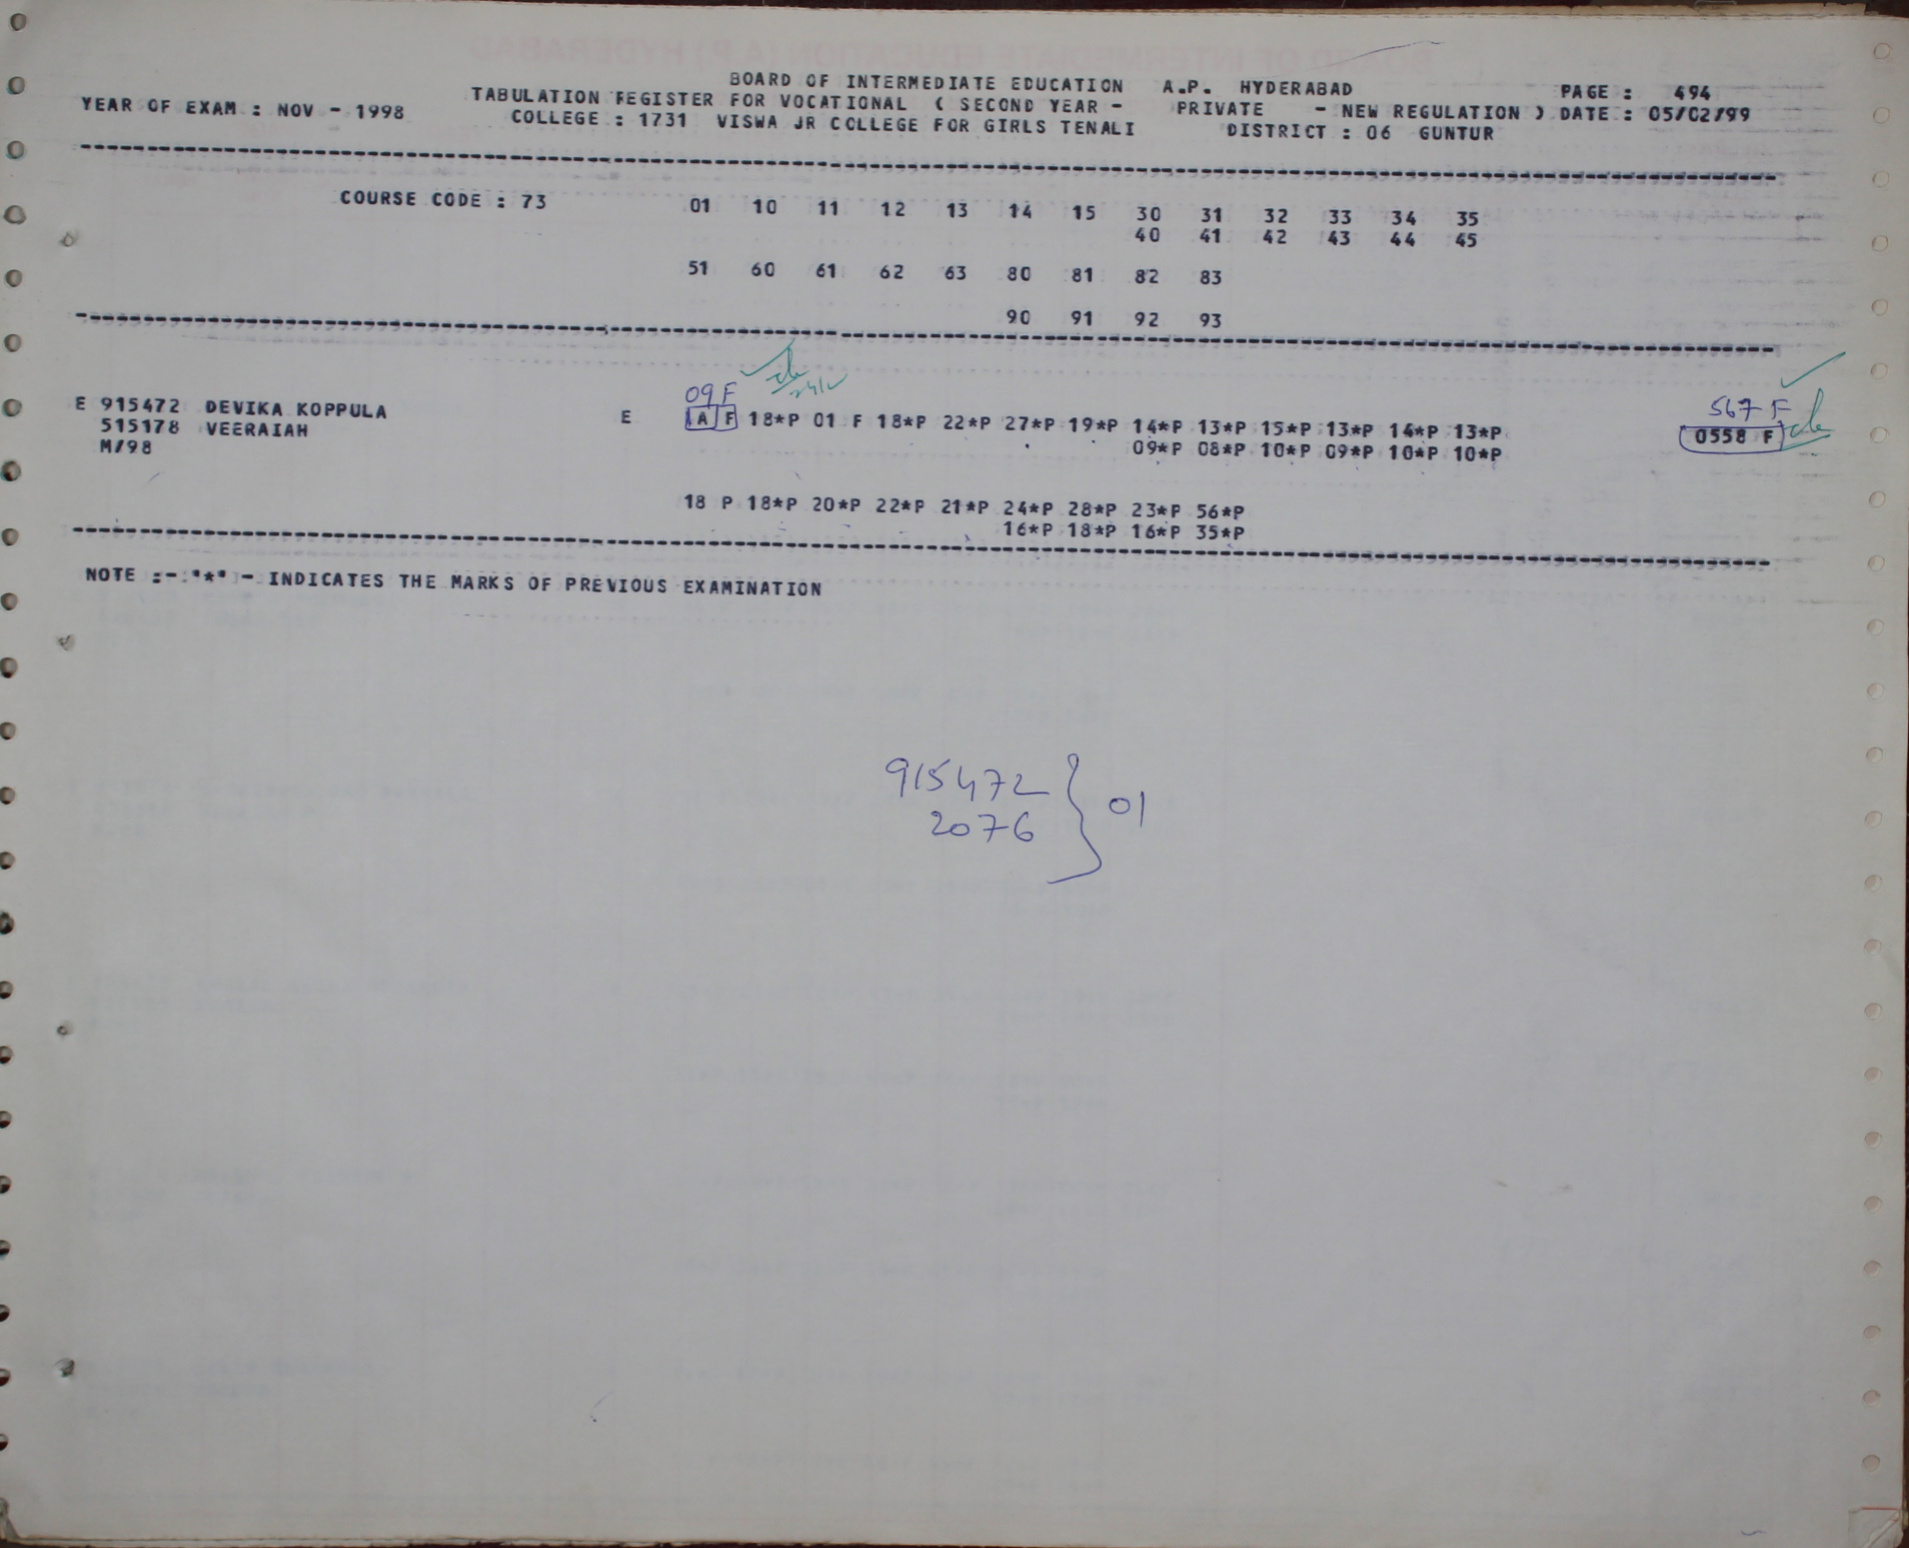 BOARD OF INTERMEDIATE EDUCATION A.P. HYDERABAD PAGE : 494
YEAR OF EXAM : NOV - 1998 TABULATION REGISTER FOR VOCATIONAL ( SECOND YEAR - PRIVATE - NEW REGULATION ) DATE : 05/02/99
COLLEGE : 1731 VISWA JR COLLEGE FOR GIRLS TENALI DISTRICT : 06 GUNTUR
COURSE CODE : 73 01 10 11 12 13 14 15 30 31 32 33 34 35
40 41 42 43 44 45
51 60 61 62 63 80 81 82 83
90 91 92 93
09 F 567 F
E 915472 DEVIKA KOPPULA E A F 18*P 01 F 18*P 22*P 27*P 19*P 14*P 13*P 15*P 13*P 14*P 13*P 0558 F
515178 VEERAIAH 09*P 08*P 10*P 09*P 10*P 10*P
M/98
18 P 18*P 20*P 22*P 21*P 24*P 28*P 23*P 56*P
16*P 18*P 16*P 35*P
NOTE :- '*' - INDICATES THE MARKS OF PREVIOUS EXAMINATION
915472 } 01
2076